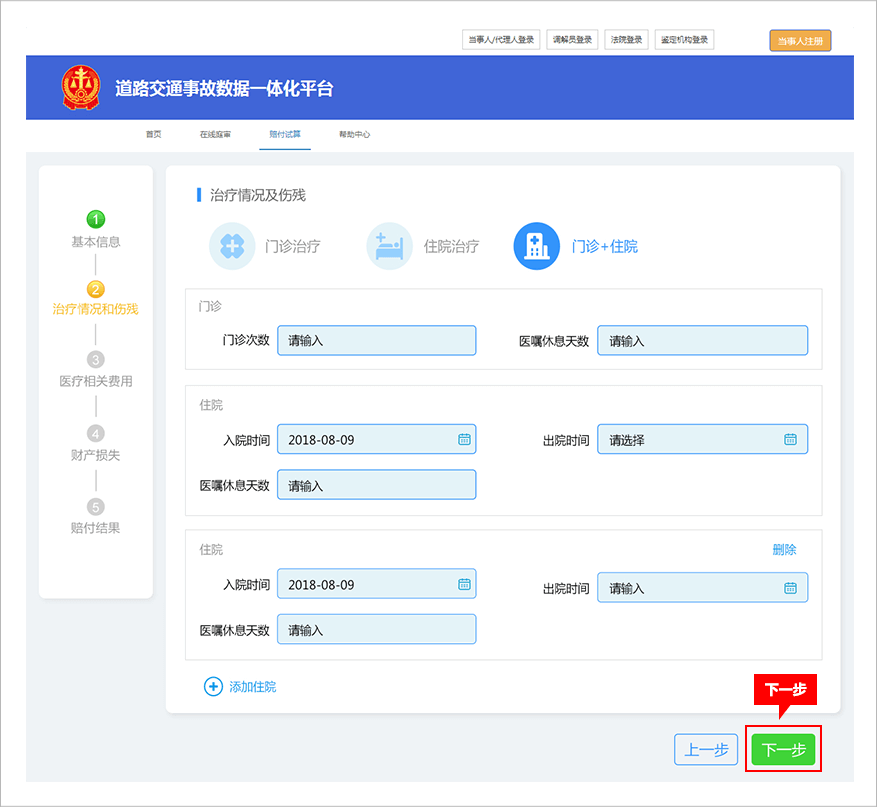 当事人/代理人登录 调解员登录 法院登录 鉴定机构登录 当事人注册
道路交通事故数据一体化平台
首页 在线庭审 赔付试算 帮助中心
1
基本信息
2
治疗情况和伤残
3
医疗相关费用
4
财产损失
5
赔付结果
治疗情况及伤残
门诊治疗 住院治疗 门诊+住院
门诊
门诊次数 请输入 医嘱休息天数 请输入
住院
入院时间 2018-08-09 出院时间 请选择
医嘱休息天数 请输入
住院 删除
入院时间 2018-08-09 出院时间 请输入
医嘱休息天数 请输入
添加住院
下一步
上一步 下一步